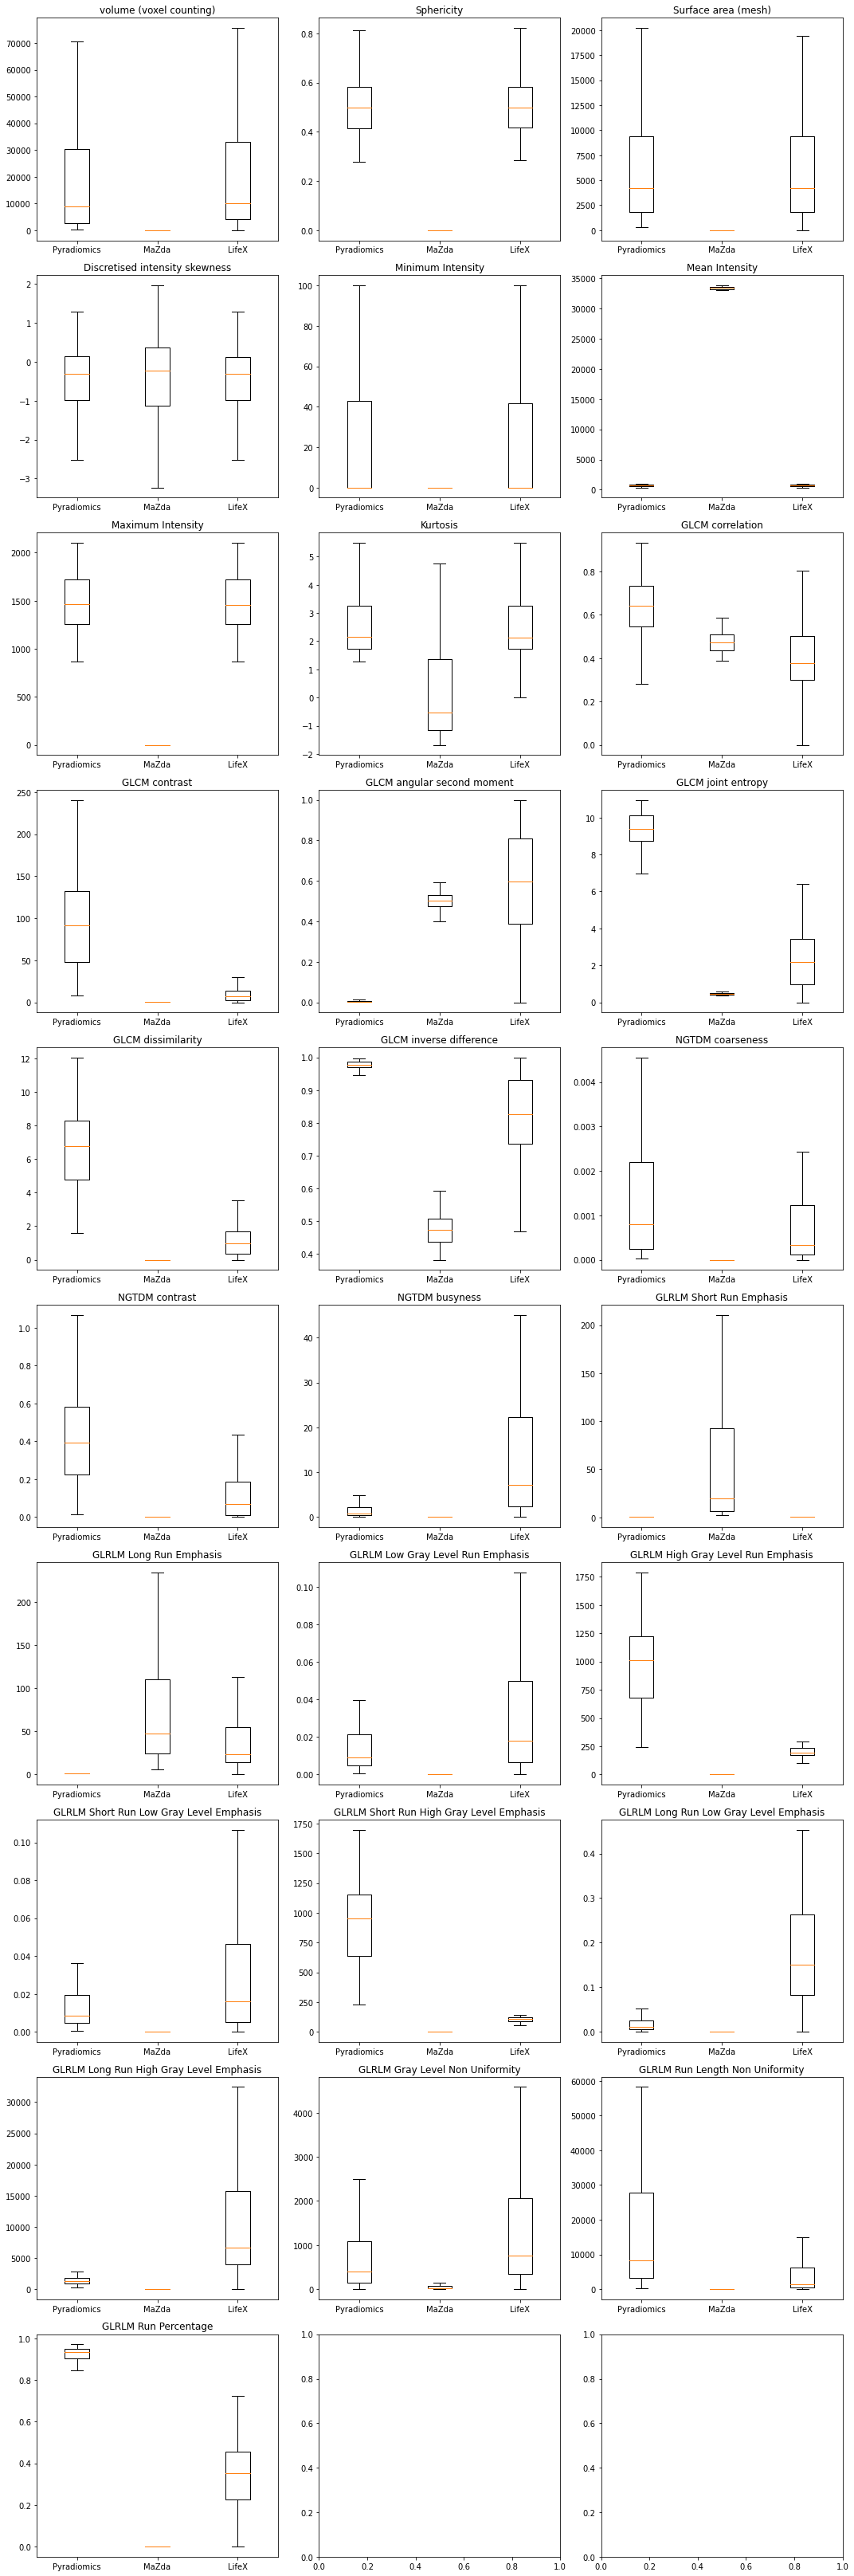 volume (voxel counting) Sphericity Surface area (mesh)
70000 60000 50000 40000 30000 20000 10000 0
0.8 0.6 0.4 0.2 0.0
20000 17500 15000 12500 10000 7500 5000 2500 0
Pyradiomics MaZda LifeX Pyradiomics MaZda LifeX Pyradiomics MaZda LifeX
Discretised intensity skewness Minimum Intensity Mean Intensity
2 1 0 −1 −2 −3
100 80 60 40 20 0
35000 30000 25000 20000 15000 10000 5000 0
Pyradiomics MaZda LifeX Pyradiomics MaZda LifeX Pyradiomics MaZda LifeX
Maximum Intensity Kurtosis GLCM correlation
2000 1500 1000 500 0
5 4 3 2 1 0 −1 −2
0.8 0.6 0.4 0.2 0.0
Pyradiomics MaZda LifeX Pyradiomics MaZda LifeX Pyradiomics MaZda LifeX
GLCM contrast GLCM angular second moment GLCM joint entropy
250 200 150 100 50 0
1.0 0.8 0.6 0.4 0.2 0.0
10 8 6 4 2 0
Pyradiomics MaZda LifeX Pyradiomics MaZda LifeX Pyradiomics MaZda LifeX
GLCM dissimilarity GLCM inverse difference NGTDM coarseness
12 10 8 6 4 2 0
1.0 0.9 0.8 0.7 0.6 0.5 0.4
0.004 0.003 0.002 0.001 0.000
Pyradiomics MaZda LifeX Pyradiomics MaZda LifeX Pyradiomics MaZda LifeX
NGTDM contrast NGTDM busyness GLRLM Short Run Emphasis
1.0 0.8 0.6 0.4 0.2 0.0
40 30 20 10 0
200 150 100 50 0
Pyradiomics MaZda LifeX Pyradiomics MaZda LifeX Pyradiomics MaZda LifeX
GLRLM Long Run Emphasis GLRLM Low Gray Level Run Emphasis GLRLM High Gray Level Run Emphasis
200 150 100 50 0
0.10 0.08 0.06 0.04 0.02 0.00
1750 1500 1250 1000 750 500 250 0
Pyradiomics MaZda LifeX Pyradiomics MaZda LifeX Pyradiomics MaZda LifeX
GLRLM Short Run Low Gray Level Emphasis GLRLM Short Run High Gray Level Emphasis GLRLM Long Run Low Gray Level Emphasis
0.10 0.08 0.06 0.04 0.02 0.00
1750 1500 1250 1000 750 500 250 0
0.4 0.3 0.2 0.1 0.0
Pyradiomics MaZda LifeX Pyradiomics MaZda LifeX Pyradiomics MaZda LifeX
GLRLM Long Run High Gray Level Emphasis GLRLM Gray Level Non Uniformity GLRLM Run Length Non Uniformity
30000 25000 20000 15000 10000 5000 0
4000 3000 2000 1000 0
60000 50000 40000 30000 20000 10000 0
Pyradiomics MaZda LifeX Pyradiomics MaZda LifeX Pyradiomics MaZda LifeX
GLRLM Run Percentage
1.0 0.8 0.6 0.4 0.2 0.0
1.0 0.8 0.6 0.4 0.2 0.0
1.0 0.8 0.6 0.4 0.2 0.0
Pyradiomics MaZda LifeX 0.0 0.2 0.4 0.6 0.8 1.0 0.0 0.2 0.4 0.6 0.8 1.0